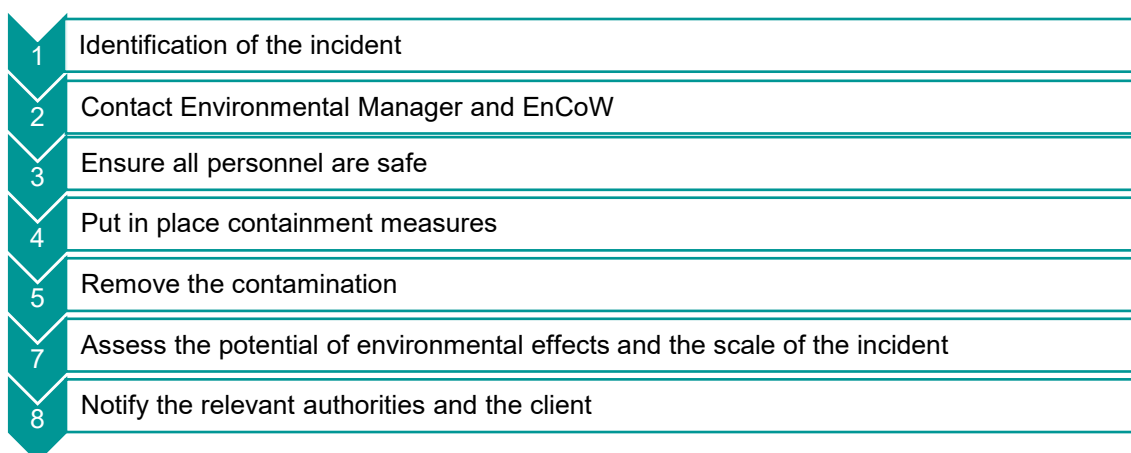 1 Identification of the incident
2 Contact Environmental Manager and EnCoW
3 Ensure all personnel are safe
4 Put in place containment measures
5 Remove the contamination
7 Assess the potential of environmental effects and the scale of the incident
8 Notify the relevant authorities and the client